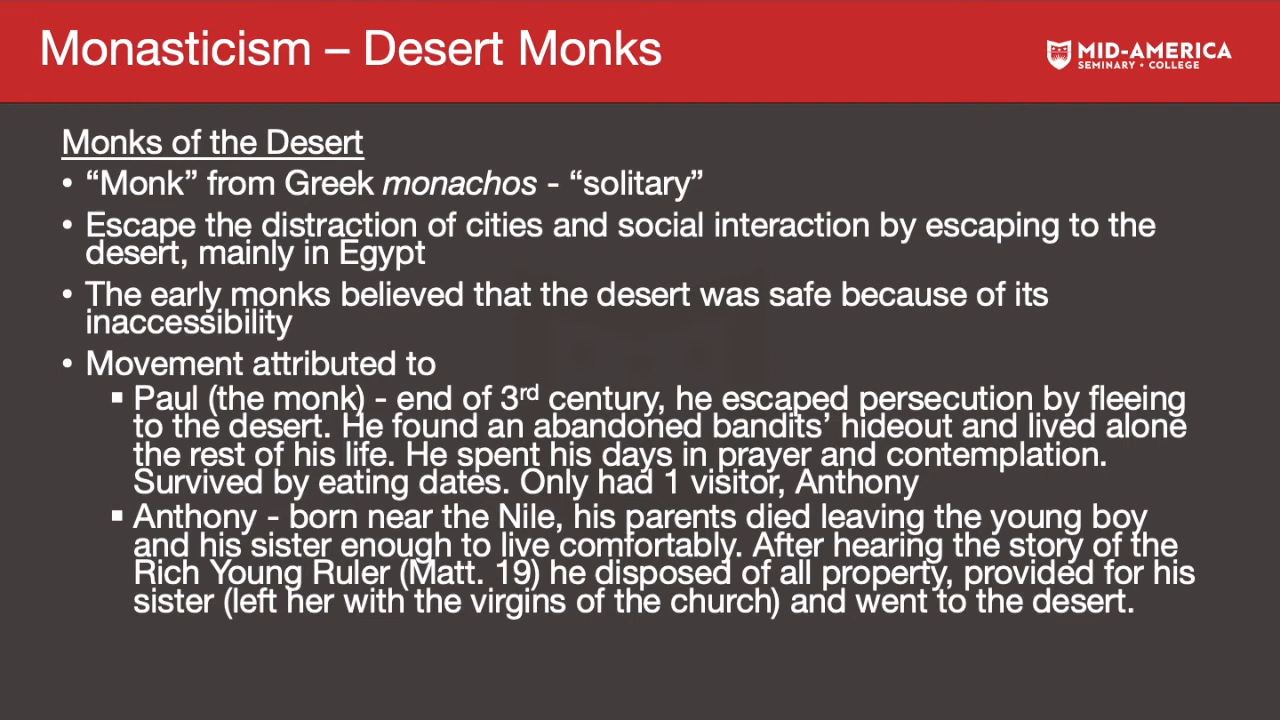 Monasticism – Desert Monks
MID-AMERICA
SEMINARY • COLLEGE
Monks of the Desert
• “Monk” from Greek monachos - “solitary”
• Escape the distraction of cities and social interaction by escaping to the
desert, mainly in Egypt
• The early monks believed that the desert was safe because of its
inaccessibility
• Movement attributed to
▪ Paul (the monk) - end of 3rd century, he escaped persecution by fleeing
to the desert. He found an abandoned bandits’ hideout and lived alone
the rest of his life. He spent his days in prayer and contemplation.
Survived by eating dates. Only had 1 visitor, Anthony
▪ Anthony - born near the Nile, his parents died leaving the young boy
and his sister enough to live comfortably. After hearing the story of the
Rich Young Ruler (Matt. 19) he disposed of all property, provided for his
sister (left her with the virgins of the church) and went to the desert.